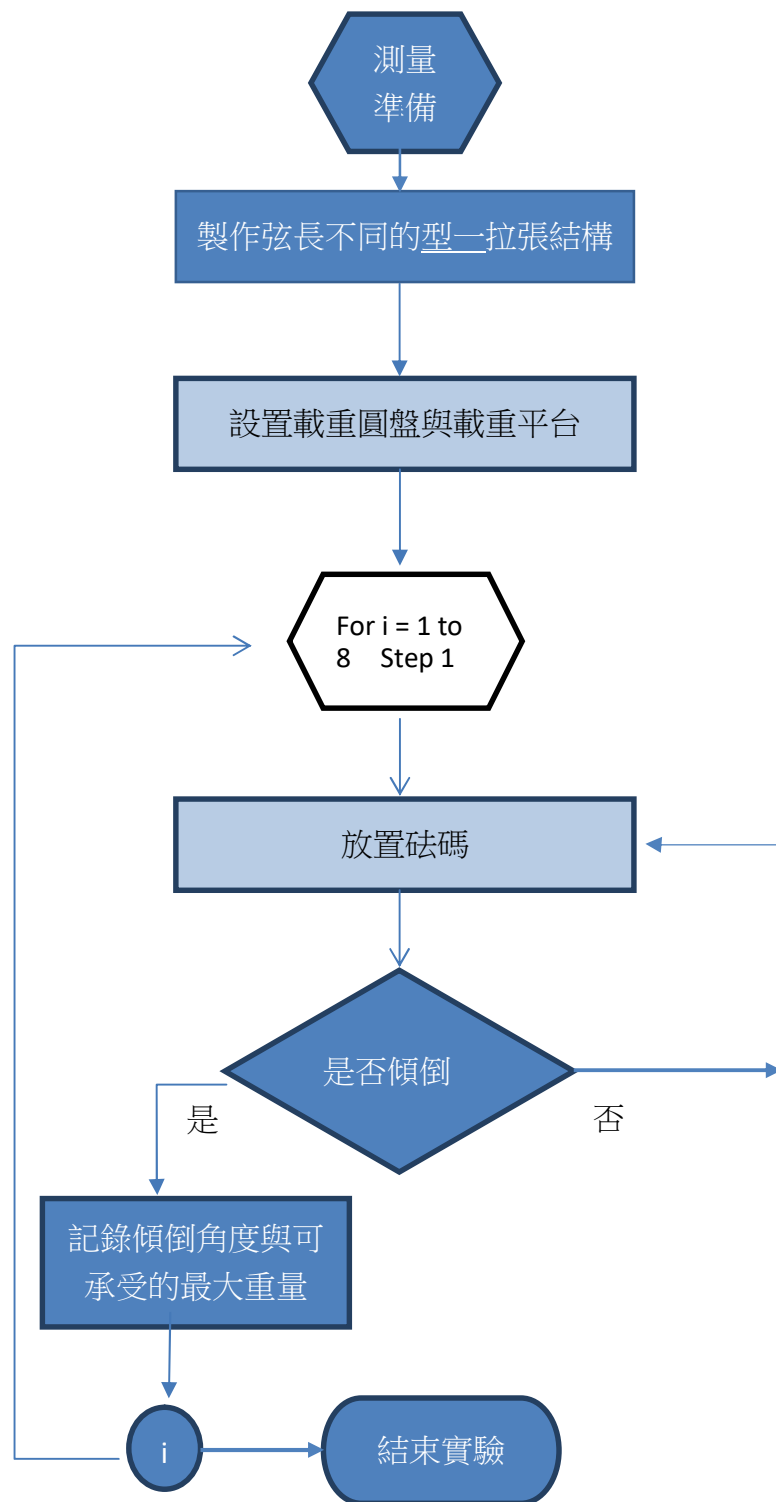 測量
準備
製作弦長不同的型一拉張結構
設置載重圓盤與載重平台
For i = 1 to
8 Step 1
放置砝碼
是否傾倒
是
否
記錄傾倒角度與可
承受的最大重量
i
結束實驗